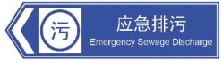 污
应急排污
Emergency Sewage Discharge